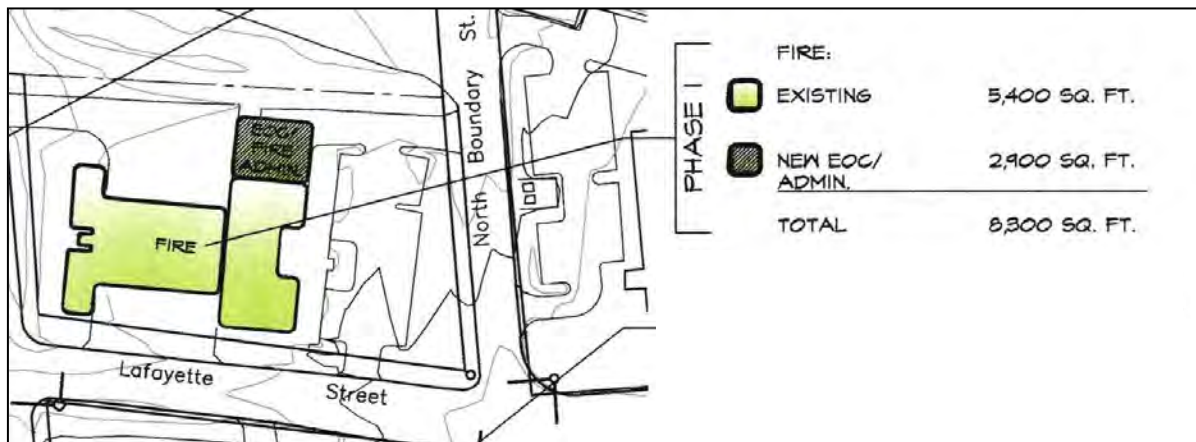 North Boundary St.
EOC/
FIRE
ADMIN.
FIRE
Lafayette Street
PHASE 1
FIRE:
EXISTING 5,400 SQ. FT.
NEW EOC/ 2,900 SQ. FT.
ADMIN.
TOTAL 8,300 SQ. FT.